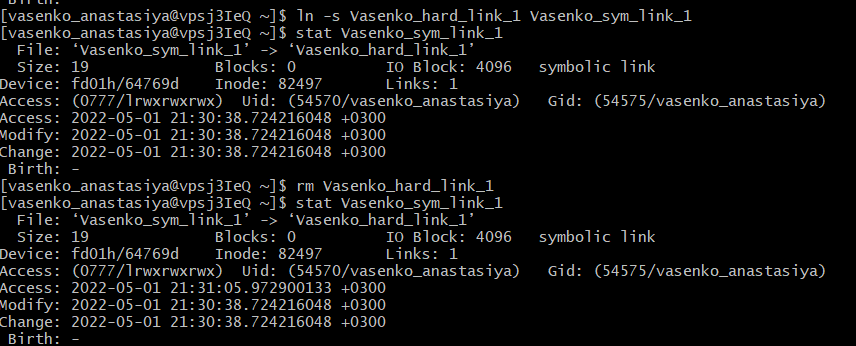 Birth: -
[vasenko_anastasiya@vpsj3IeQ ~]$ ln -s Vasenko_hard_link_1 Vasenko_sym_link_1
[vasenko_anastasiya@vpsj3IeQ ~]$ stat Vasenko_sym_link_1
  File: ‘Vasenko_sym_link_1’ -> ‘Vasenko_hard_link_1’
  Size: 19              Blocks: 0          IO Block: 4096   symbolic link
Device: fd01h/64769d    Inode: 82497       Links: 1
Access: (0777/lrwxrwxrwx)  Uid: (54570/vasenko_anastasiya)   Gid: (54575/vasenko_anastasiya)
Access: 2022-05-01 21:30:38.724216048 +0300
Modify: 2022-05-01 21:30:38.724216048 +0300
Change: 2022-05-01 21:30:38.724216048 +0300
 Birth: -
[vasenko_anastasiya@vpsj3IeQ ~]$ rm Vasenko_hard_link_1
[vasenko_anastasiya@vpsj3IeQ ~]$ stat Vasenko_sym_link_1
  File: ‘Vasenko_sym_link_1’ -> ‘Vasenko_hard_link_1’
  Size: 19              Blocks: 0          IO Block: 4096   symbolic link
Device: fd01h/64769d    Inode: 82497       Links: 1
Access: (0777/lrwxrwxrwx)  Uid: (54570/vasenko_anastasiya)   Gid: (54575/vasenko_anastasiya)
Access: 2022-05-01 21:31:05.972900133 +0300
Modify: 2022-05-01 21:30:38.724216048 +0300
Change: 2022-05-01 21:30:38.724216048 +0300
 Birth: -